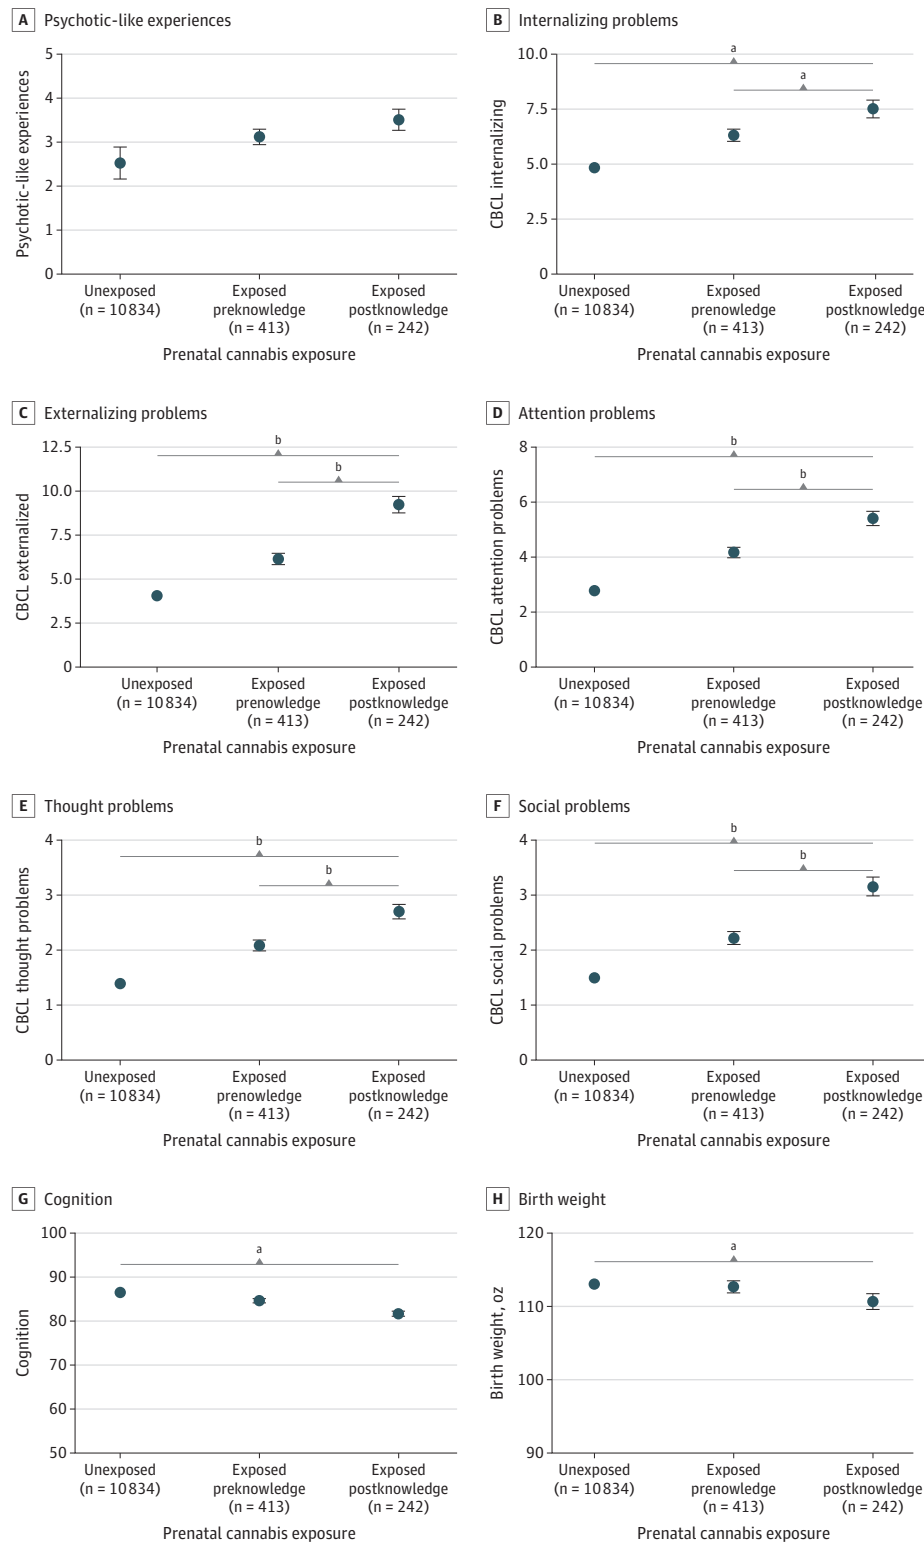 A Psychotic-like experiences
5
4
3
2
1
0
Psychotic-like experiences
Unexposed
(n = 10834)
Exposed
preknowledge
(n = 413)
Exposed
postknowledge
(n = 242)
Prenatal cannabis exposure
B Internalizing problems
10.0
7.5
5.0
2.5
0
CBCL internalizing
a
a
Unexposed
(n = 10834)
Exposed
prenowledge
(n = 413)
Exposed
postknowledge
(n = 242)
Prenatal cannabis exposure
C Externalizing problems
12.5
10.0
7.5
5.0
2.5
0
CBCL externalized
b
b
Unexposed
(n = 10834)
Exposed
prenowledge
(n = 413)
Exposed
postknowledge
(n = 242)
Prenatal cannabis exposure
D Attention problems
8
6
4
2
0
CBCL attention problems
b
b
Unexposed
(n = 10834)
Exposed
prenowledge
(n = 413)
Exposed
postknowledge
(n = 242)
Prenatal cannabis exposure
E Thought problems
4
3
2
1
0
CBCL thought problems
b
b
Unexposed
(n = 10834)
Exposed
prenowledge
(n = 413)
Exposed
postknowledge
(n = 242)
Prenatal cannabis exposure
F Social problems
4
3
2
1
0
CBCL social problems
b
b
Unexposed
(n = 10834)
Exposed
prenowledge
(n = 413)
Exposed
postknowledge
(n = 242)
Prenatal cannabis exposure
G Cognition
100
90
80
70
60
50
Cognition
a
Unexposed
(n = 10834)
Exposed
preknowledge
(n = 413)
Exposed
postknowledge
(n = 242)
Prenatal cannabis exposure
H Birth weight
120
110
100
90
Birth weight, oz
a
Unexposed
(n = 10834)
Exposed
prenowledge
(n = 413)
Exposed
postknowledge
(n = 242)
Prenatal cannabis exposure